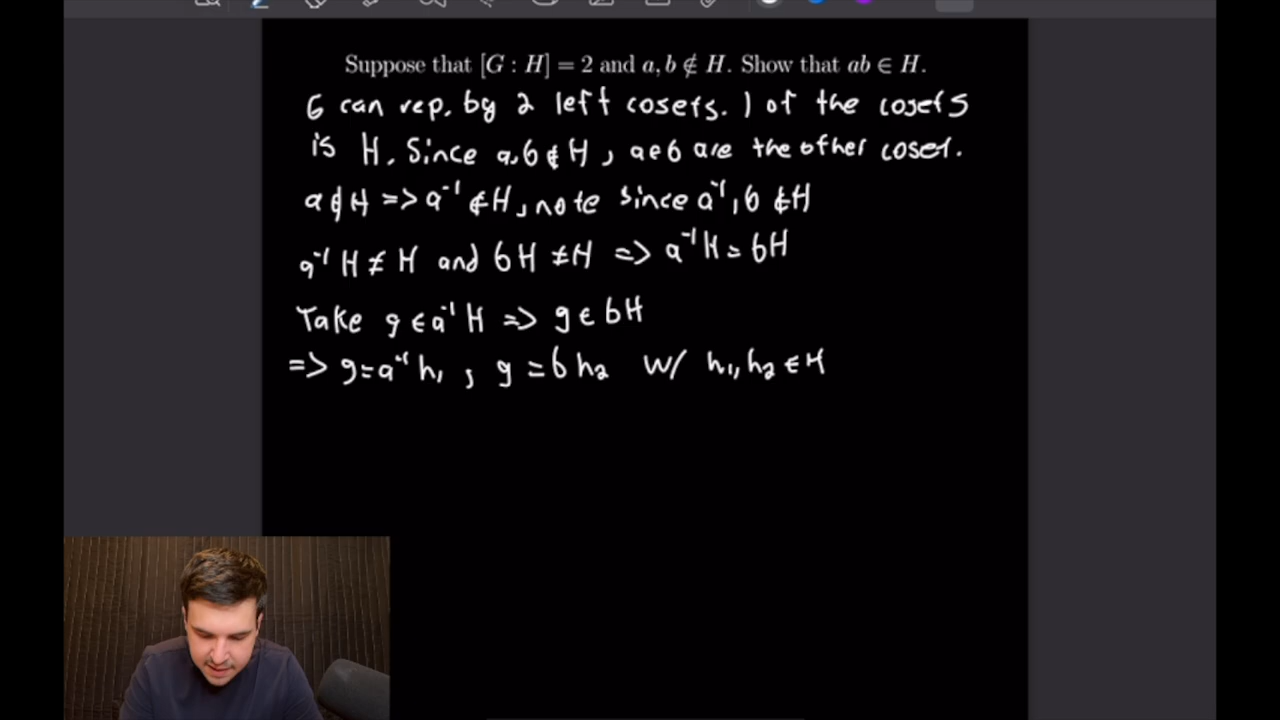 Suppose that [G : H] = 2 and a, b ∉ H. Show that ab ∈ H.
G can rep. by 2 left cosets. 1 of the cosets
is H. Since a, b ∉ H, a e b are the other coset.
a ∉ H => a⁻¹ ∉ H, note since a⁻¹, b ∉ H
a⁻¹ H ≠ H and bH ≠ H => a⁻¹ H = bH
Take g ∈ a⁻¹ H => g ∈ bH
=> g = a⁻¹ h₁ , g = b h₂ w/ h₁, h₂ ∈ H